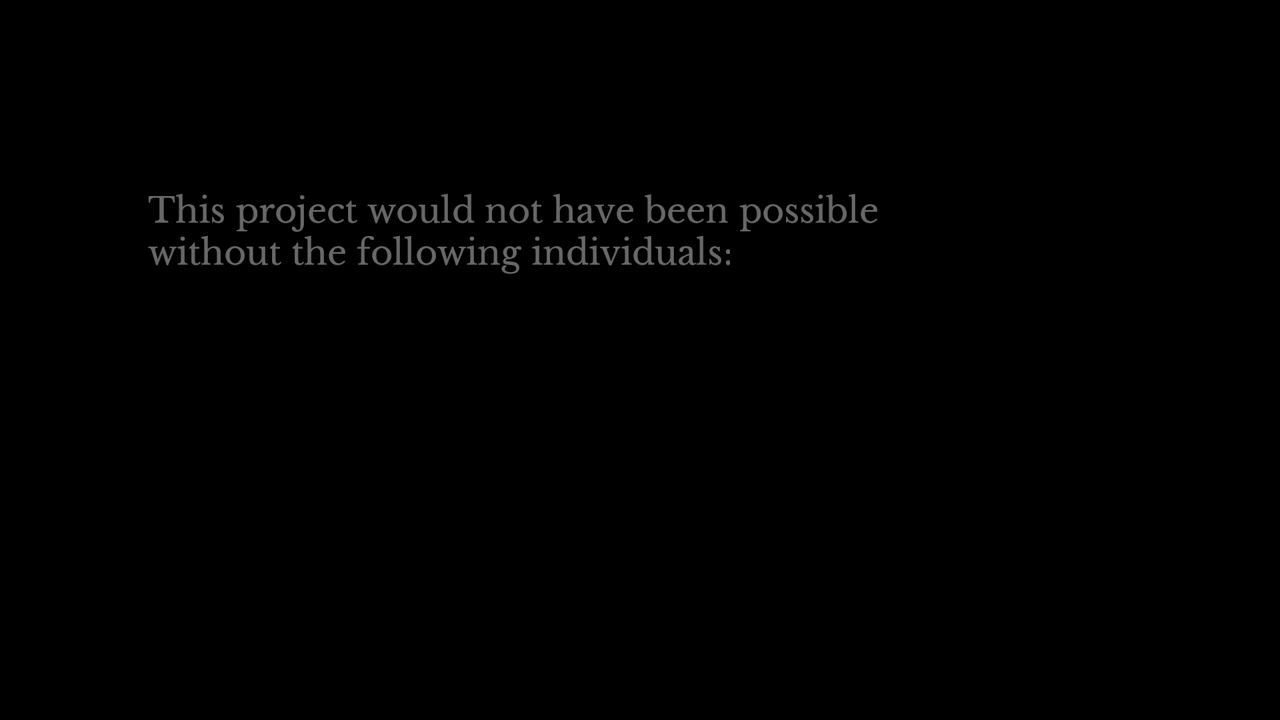 This project would not have been possible
without the following individuals: